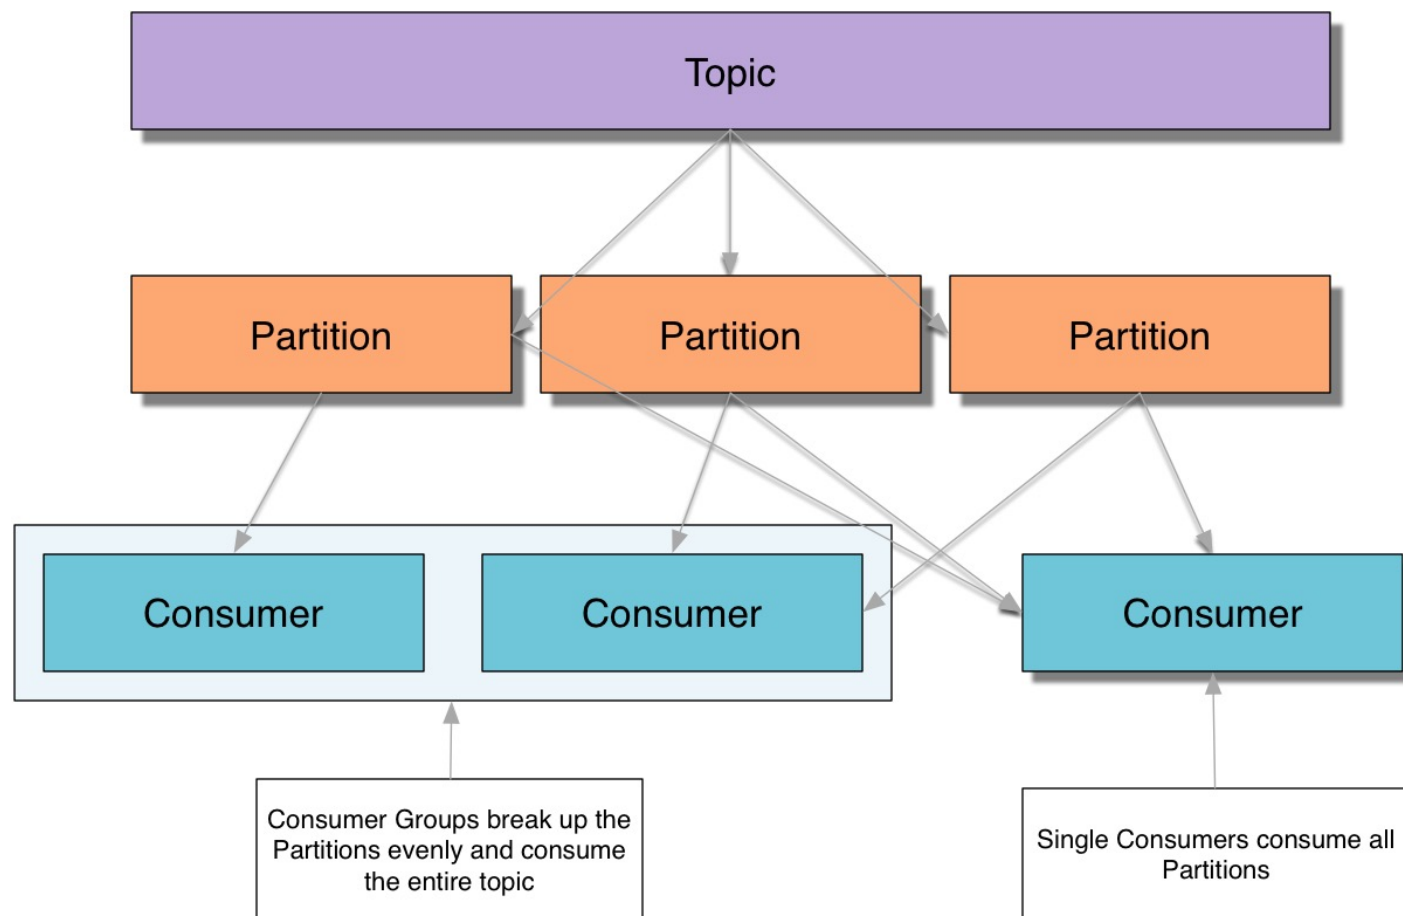 Topic
Partition
Partition
Partition
Consumer
Consumer
Consumer
Consumer Groups break up the
Partitions evenly and consume
the entire topic
Single Consumers consume all
Partitions